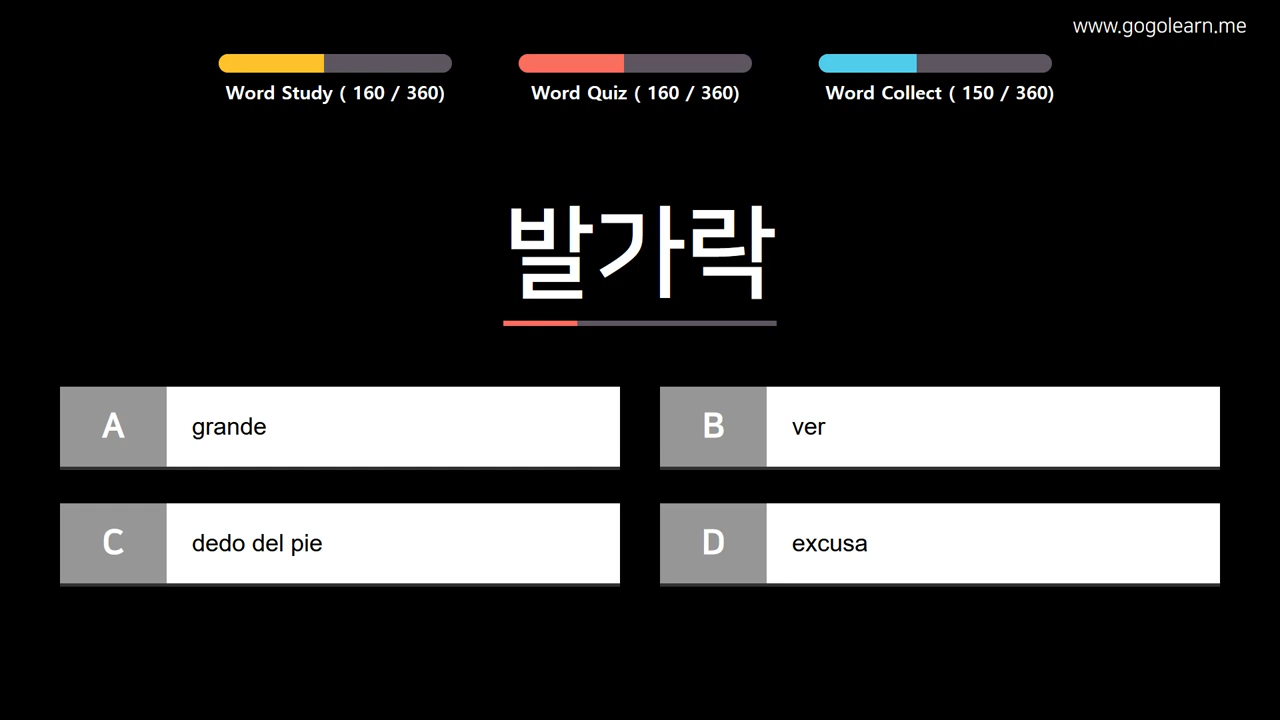 www.gogolearn.me
Word Study ( 160 / 360)
Word Quiz ( 160 / 360)
Word Collect ( 150 / 360)
발가락
A grande
B ver
C dedo del pie
D excusa